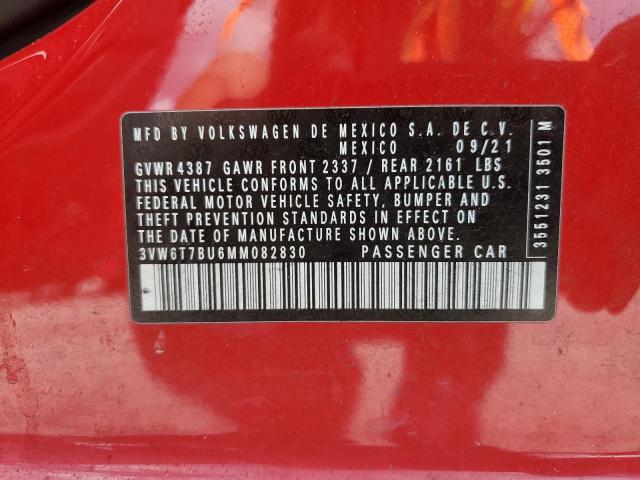 MFD BY VOLKSWAGEN DE MEXICO S.A. DE C.V.
MEXICO 09/21
GVWR 4387 GAWR FRONT 2337 / REAR 2161 LBS
THIS VEHICLE CONFORMS TO ALL APPLICABLE U.S.
FEDERAL MOTOR VEHICLE SAFETY, BUMPER AND
THEFT PREVENTION STANDARDS IN EFFECT ON
THE DATE OF MANUFACTURE SHOWN ABOVE.
3VW6T7BU6MM082830 PASSENGER CAR
3551231 3501 M